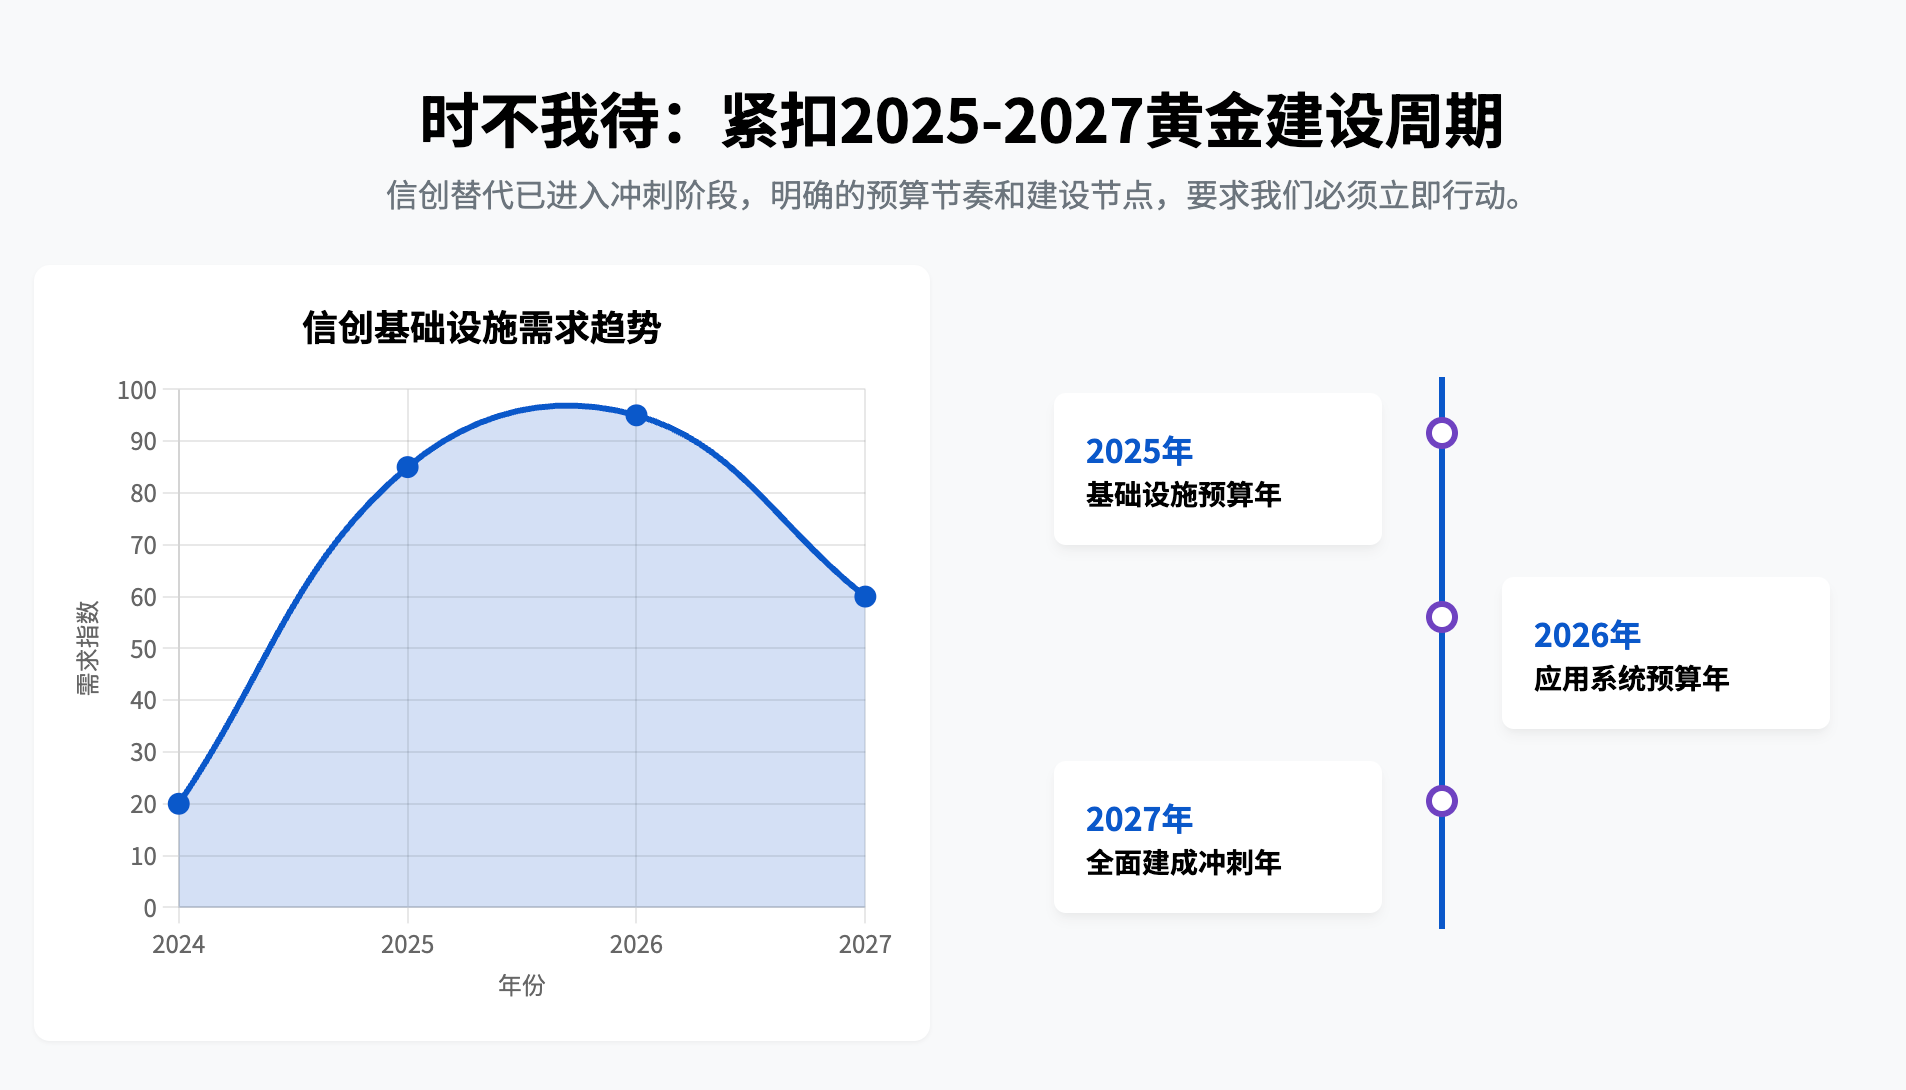 时不我待：紧扣2025-2027黄金建设周期
信创替代已进入冲刺阶段，明确的预算节奏和建设节点，要求我们必须立即行动。
信创基础设施需求趋势
100
90
80
70
60
50
40
30
20
10
0
需求指数
2024
2025
2026
2027
年份
2025年
基础设施预算年
2026年
应用系统预算年
2027年
全面建成冲刺年